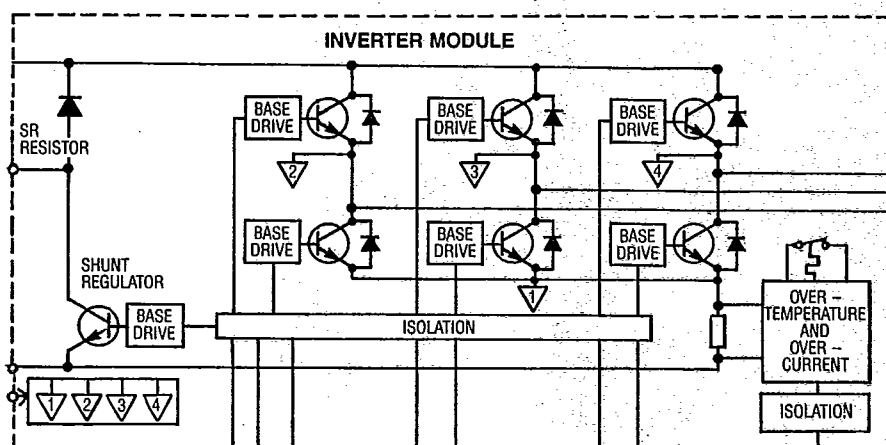 INVERTER MODULE
SR
RESISTOR
BASE
DRIVE
BASE
DRIVE
BASE
DRIVE
2
3
4
BASE
DRIVE
BASE
DRIVE
BASE
DRIVE
SHUNT
REGULATOR
1
BASE
DRIVE
ISOLATION
OVER –
TEMPERATURE
AND
OVER –
CURRENT
1 2 3 4
ISOLATION